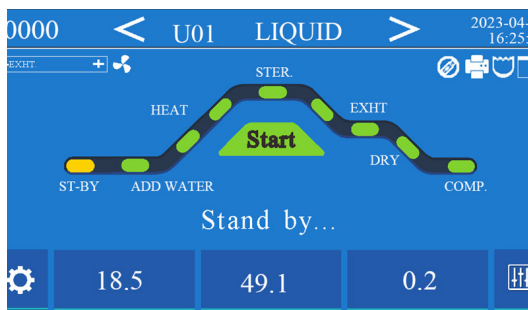 0000 < U01 LIQUID > 2023-04-
16:25:
EXHT +
STER.
HEAT EXHT
Start
DRY
ST-BY ADD WATER COMP.
Stand by...
18.5 49.1 0.2